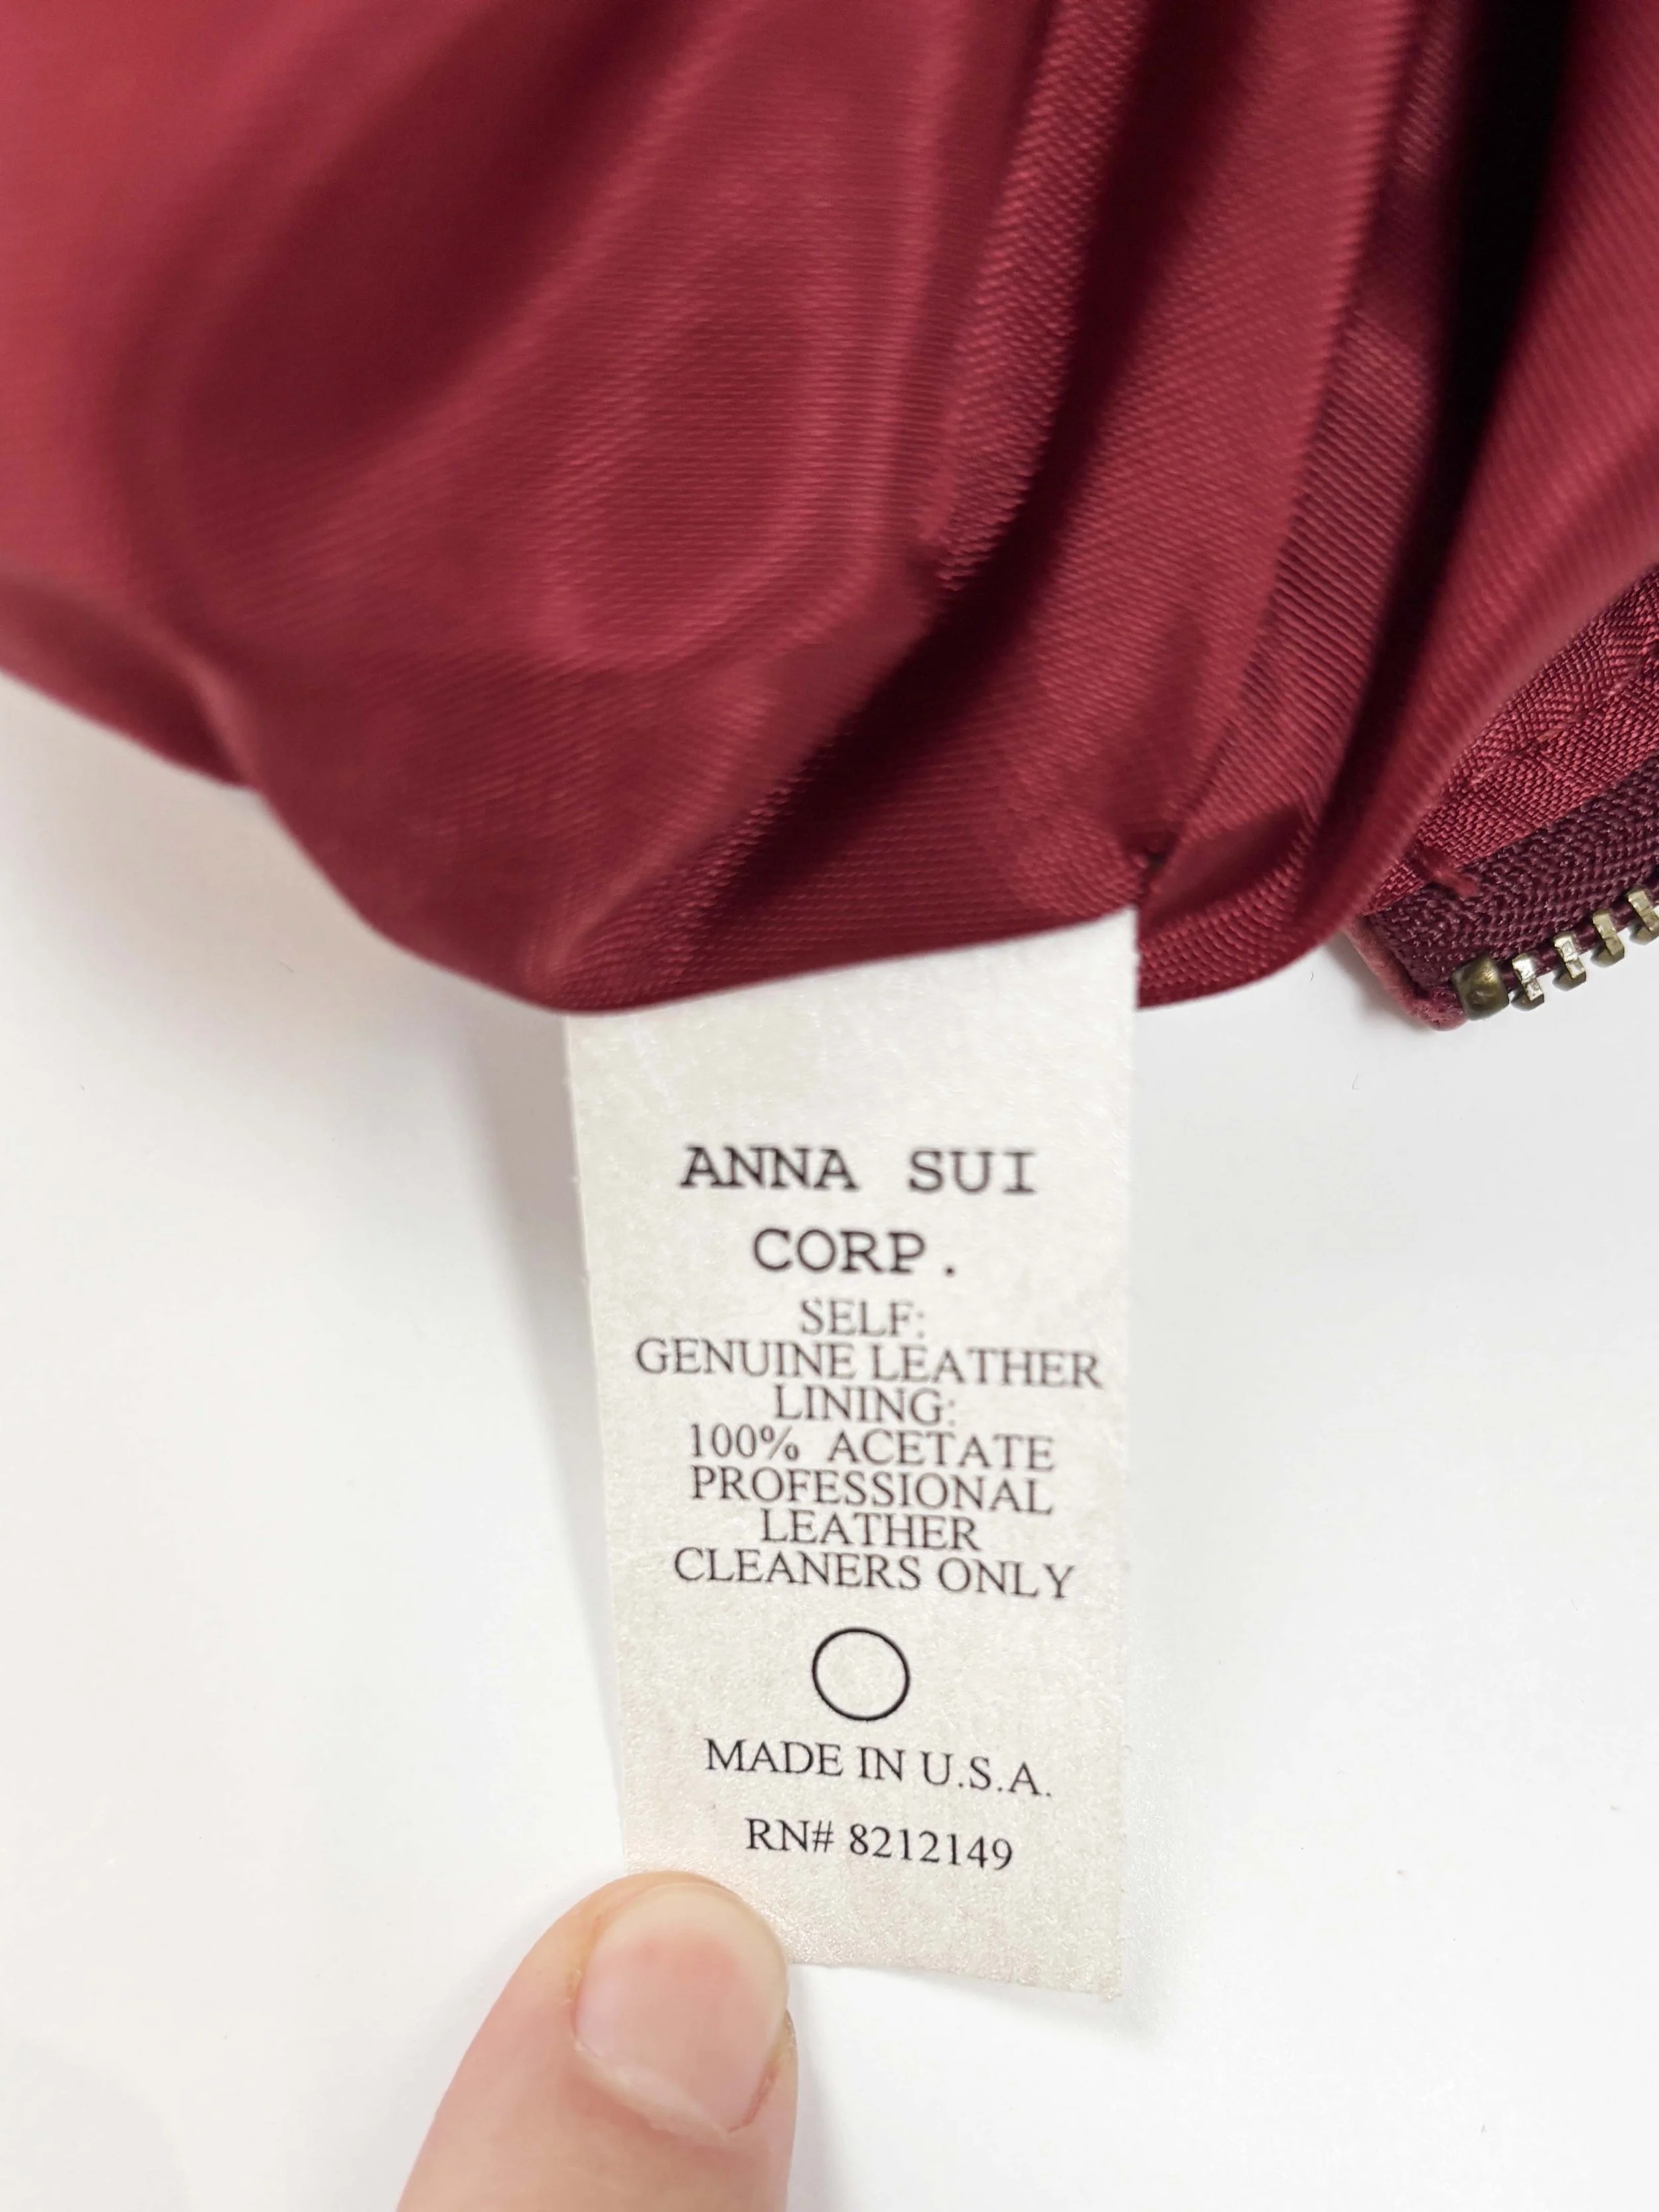 ANNA SUI
CORP.
SELF:
GENUINE LEATHER
LINING:
100% ACETATE
PROFESSIONAL
LEATHER
CLEANERS ONLY
MADE IN U.S.A.
RN# 8212149